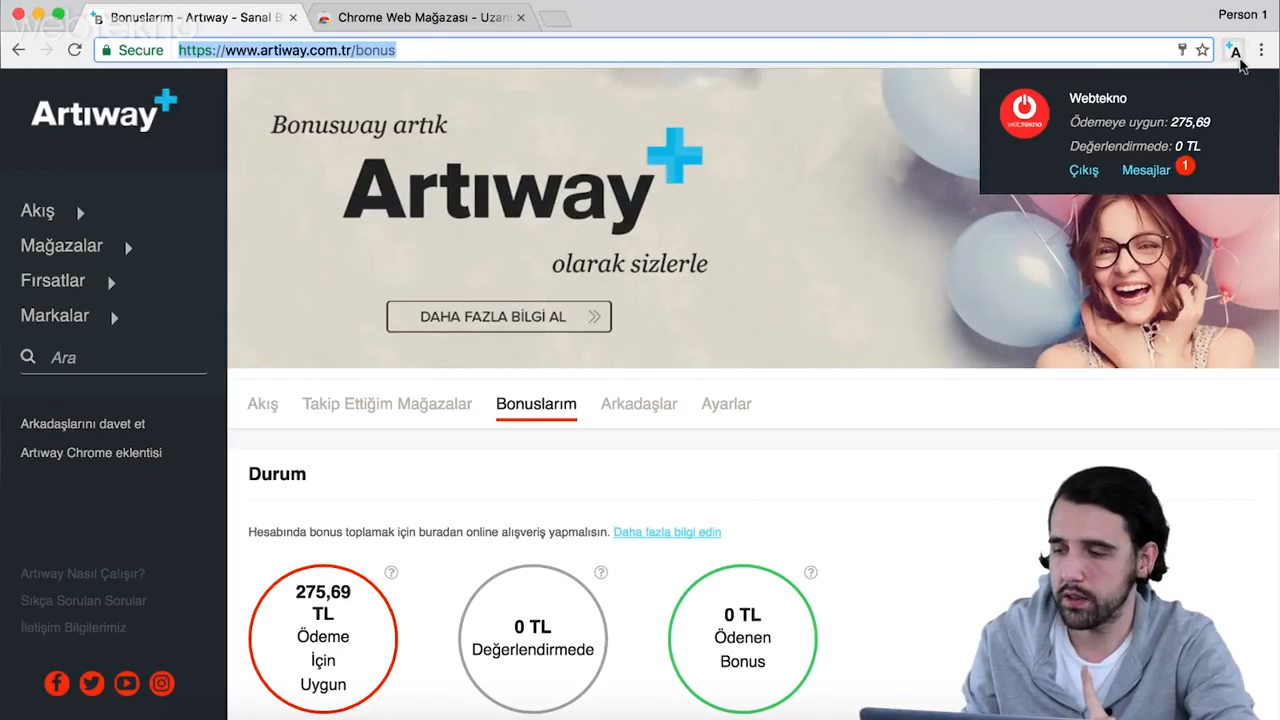 webtekno
Bonuslarım - Artıway - Sanal B
Chrome Web Mağazası - Uzan
Person 1
Secure
https://www.artiway.com.tr/bonus
A
Artıway
Akış
Mağazalar
Fırsatlar
Markalar
Ara
Arkadaşlarını davet et
Artıway Chrome eklentisi
Artıway Nasıl Çalışır?
Sıkça Sorulan Sorular
İletişim Bilgilerimiz
Bonusway artık
Artıway
olarak sizlerle
DAHA FAZLA BİLGİ AL
webtekno
Webtekno
Ödemeye uygun: 275,69
Değerlendirmede: 0 TL
Çıkış Mesajlar 1
Akış Takip Ettiğim Mağazalar Bonuslarım Arkadaşlar Ayarlar
Durum
Hesabında bonus toplamak için buradan online alışveriş yapmalısın. Daha fazla bilgi edin
275,69
TL
Ödeme
İçin
Uygun
?
0 TL
Değerlendirmede
?
0 TL
Ödenen
Bonus
?